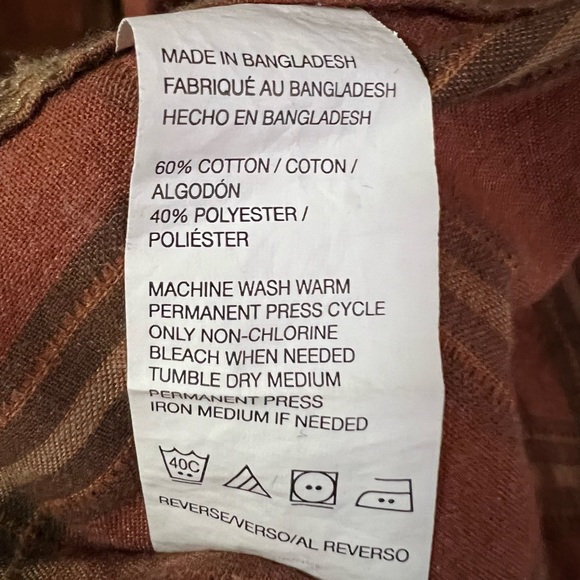 MADE IN BANGLADESH
FABRIQUÉ AU BANGLADESH
HECHO EN BANGLADESH
60% COTTON / COTON /
ALGODÓN
40% POLYESTER /
POLIÉSTER
MACHINE WASH WARM
PERMANENT PRESS CYCLE
ONLY NON-CHLORINE
BLEACH WHEN NEEDED
TUMBLE DRY MEDIUM
PERMANENT PRESS
IRON MEDIUM IF NEEDED
40C
REVERSE/VERSO/AL REVERSO